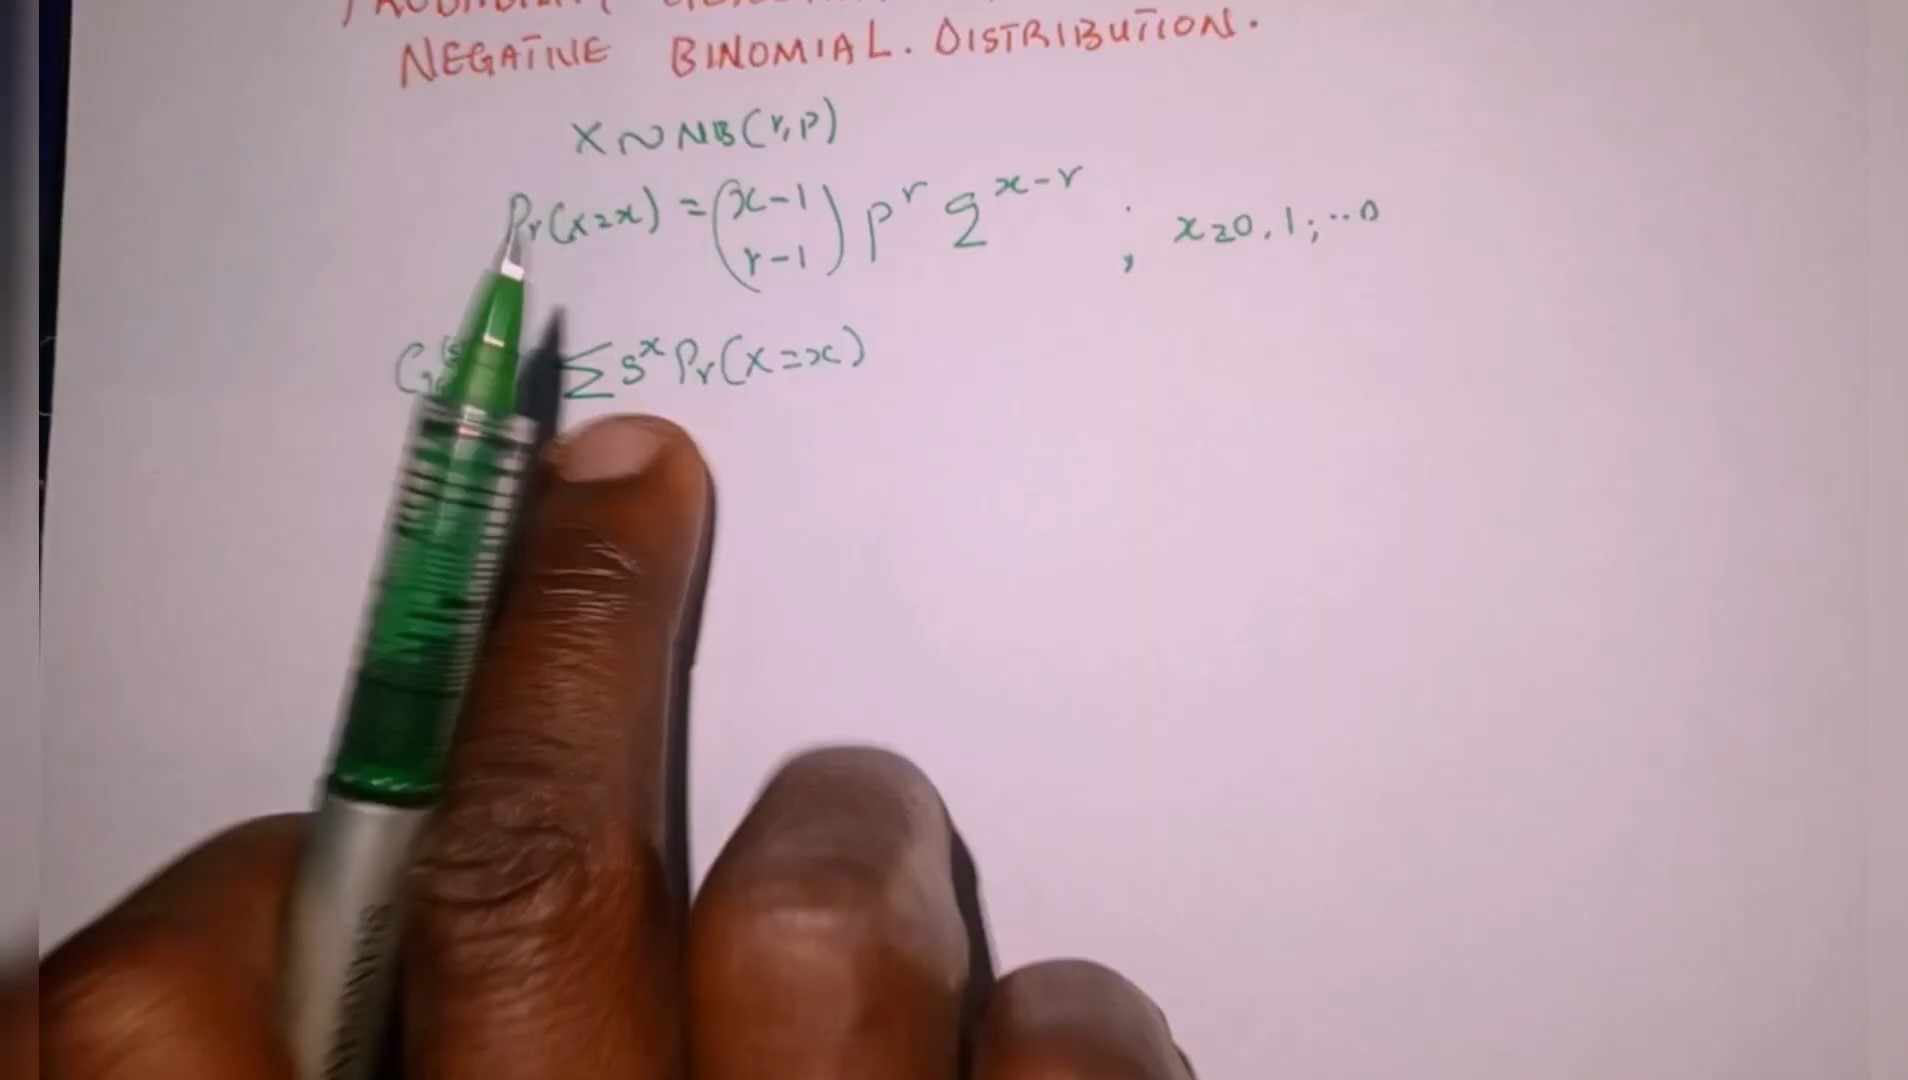 NEGATIVE BINOMIAL. DISTRIBUTION.
X ~ NB(r, p)
Pr(X=x) = (x-1 r-1) p^r q^x-r ; x=0, 1, ...
∑ s^x Pr(X=x)